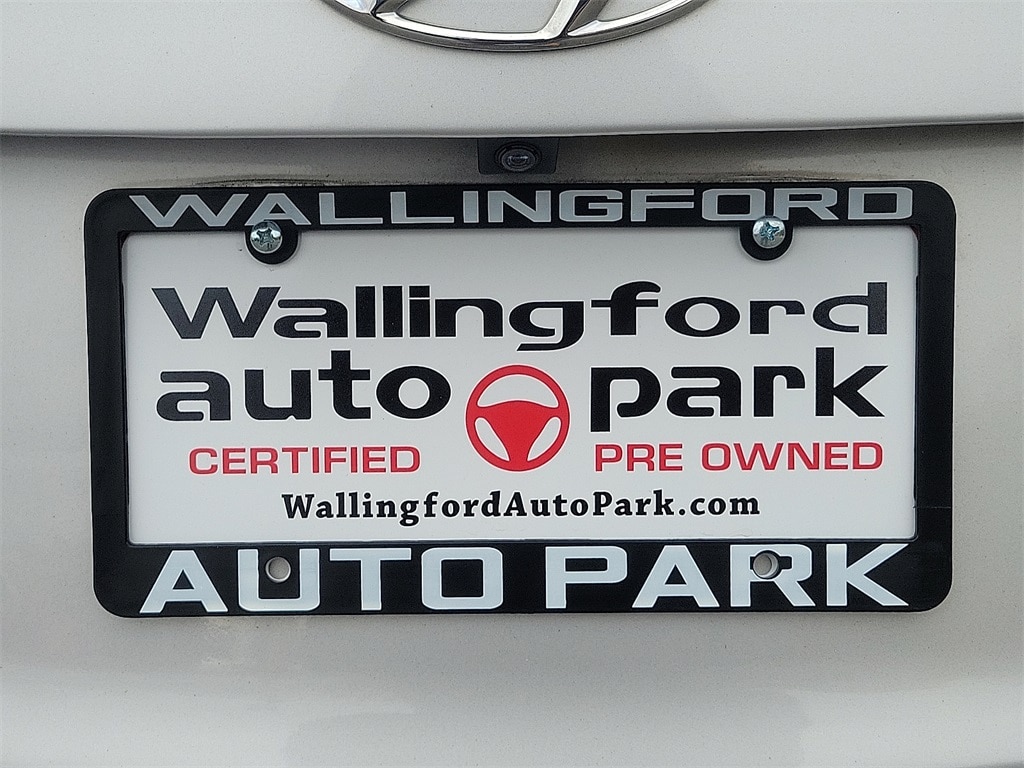 WALLINGFORD
Wallingford
auto park
CERTIFIED PRE OWNED
WallingfordAutoPark.com
AUTO PARK